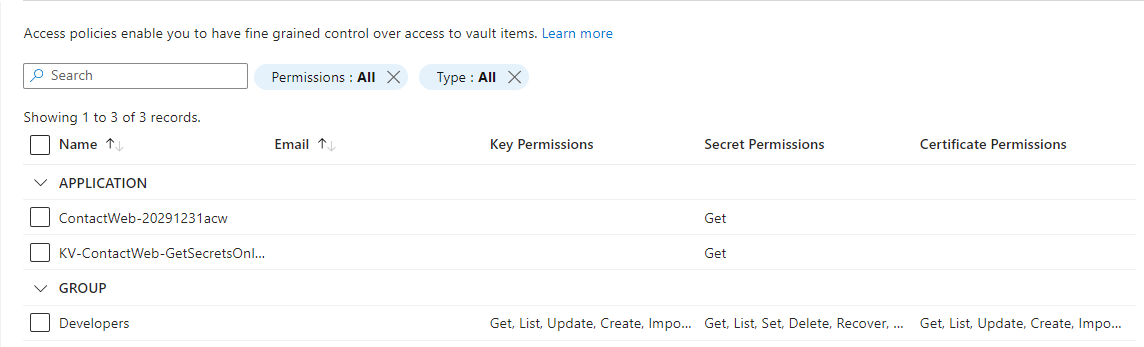 Access policies enable you to have fine grained control over access to vault items. Learn more
Search
Permissions : All
Type : All
Showing 1 to 3 of 3 records.
Name Email Key Permissions Secret Permissions Certificate Permissions
APPLICATION
ContactWeb-20291231acw Get
KV-ContactWeb-GetSecretsOnl... Get
GROUP
Developers Get, List, Update, Create, Impo... Get, List, Set, Delete, Recover, ... Get, List, Update, Create, Impo...